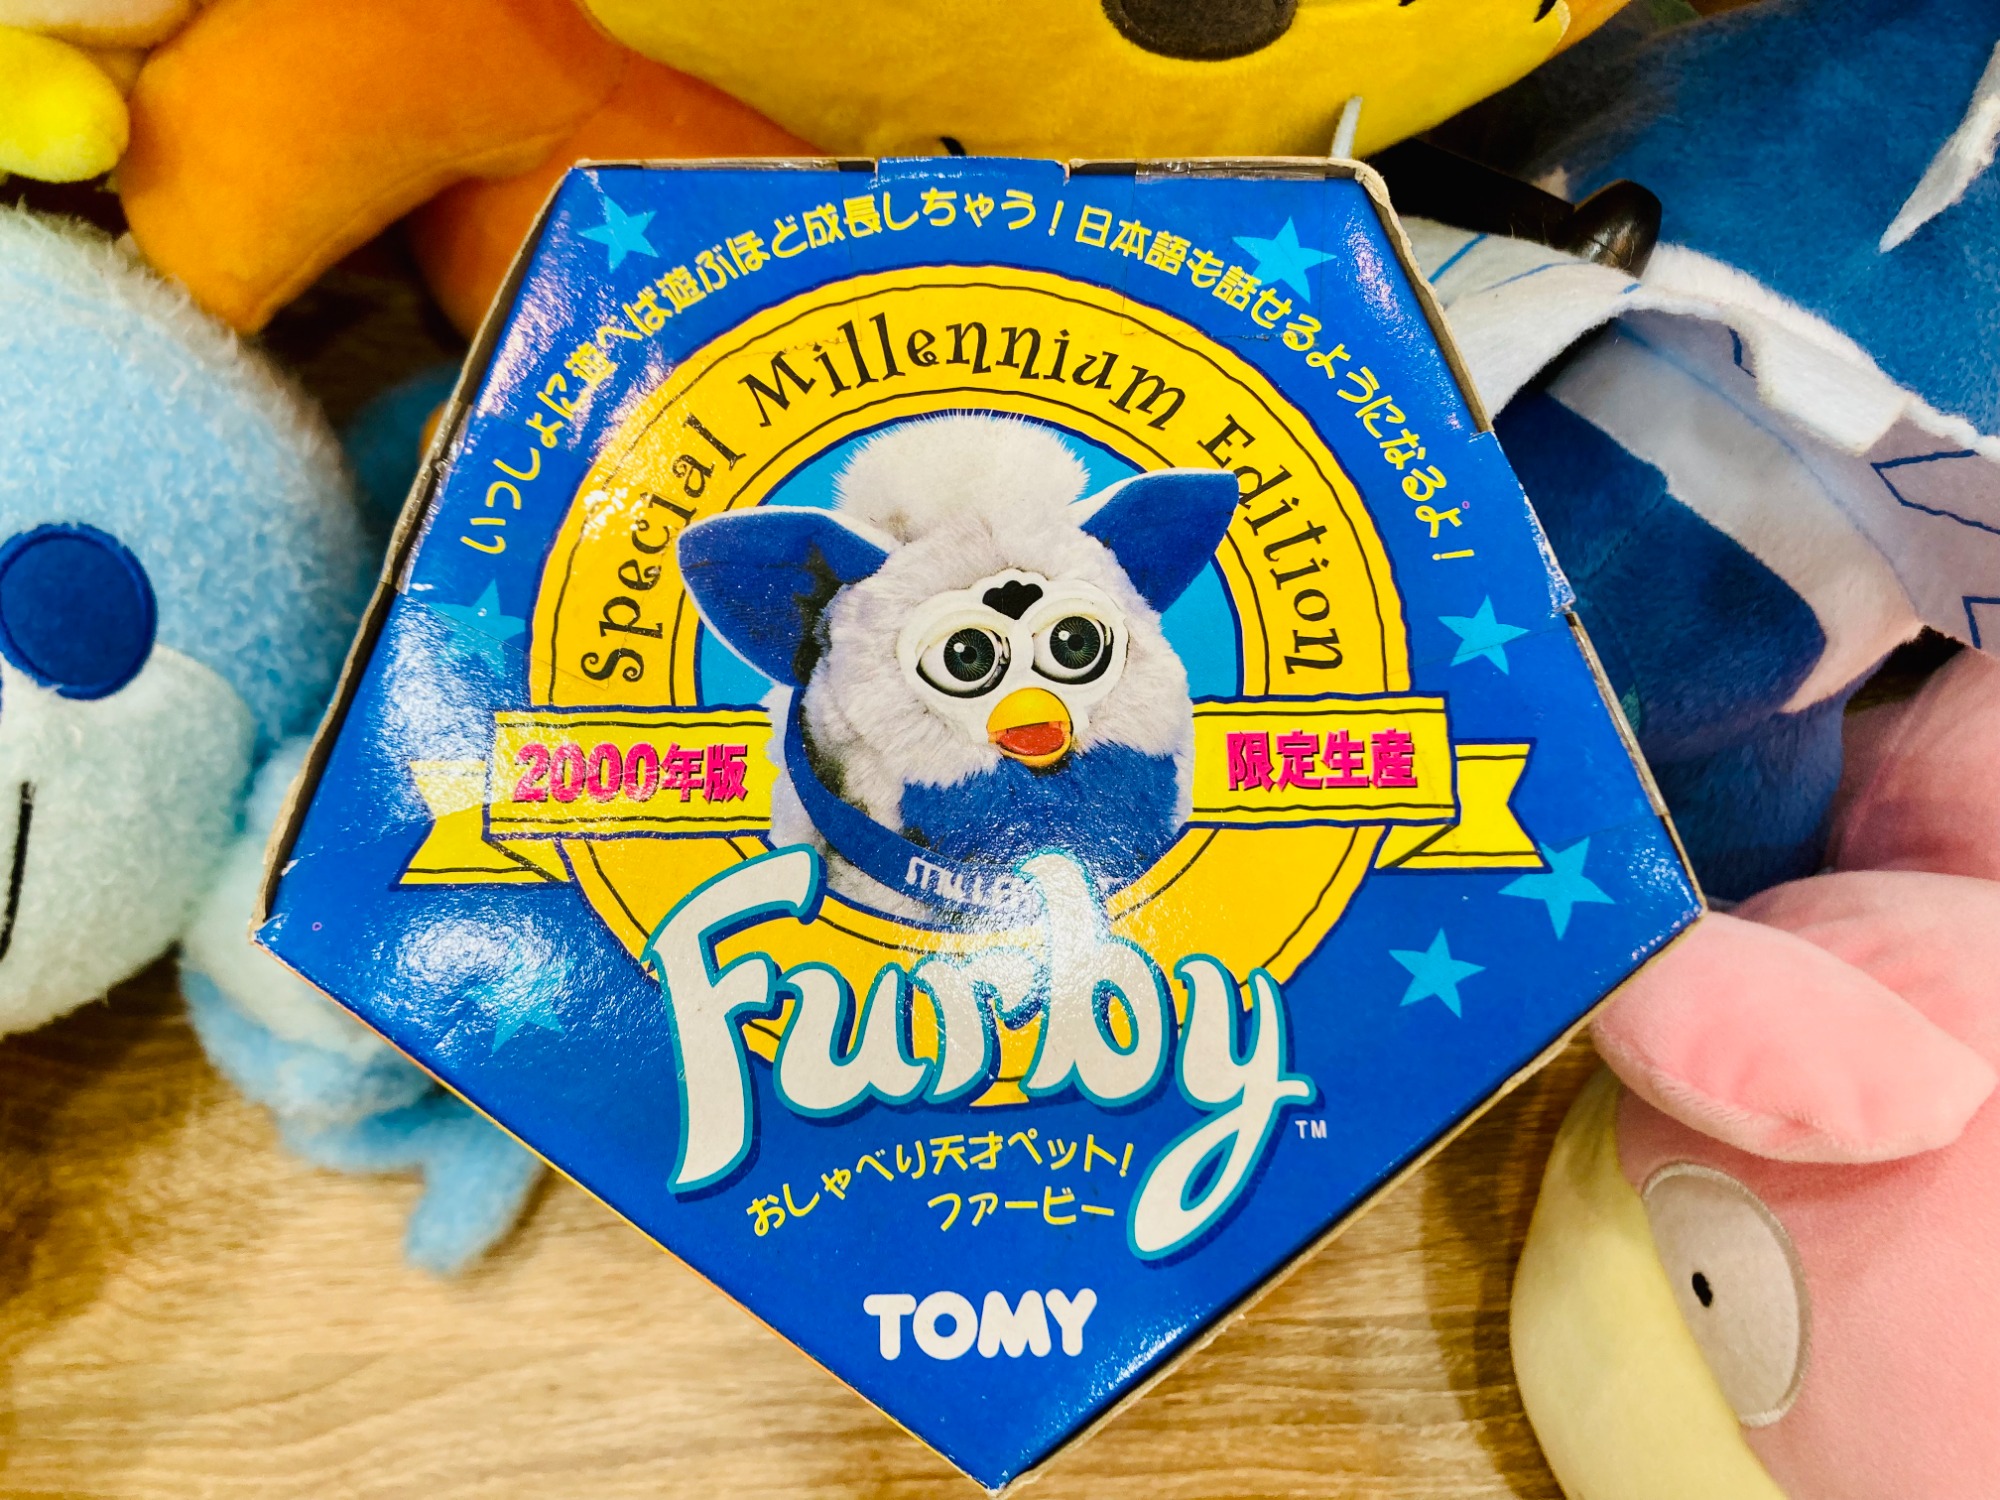 いっしょに遊べば遊ぶほど成長しちゃう！日本語も話せるようになるよ！
Special Millennium Edition
2000年版
限定生産
Furby
TM
おしゃべり天才ペット！
ファービー
TOMY